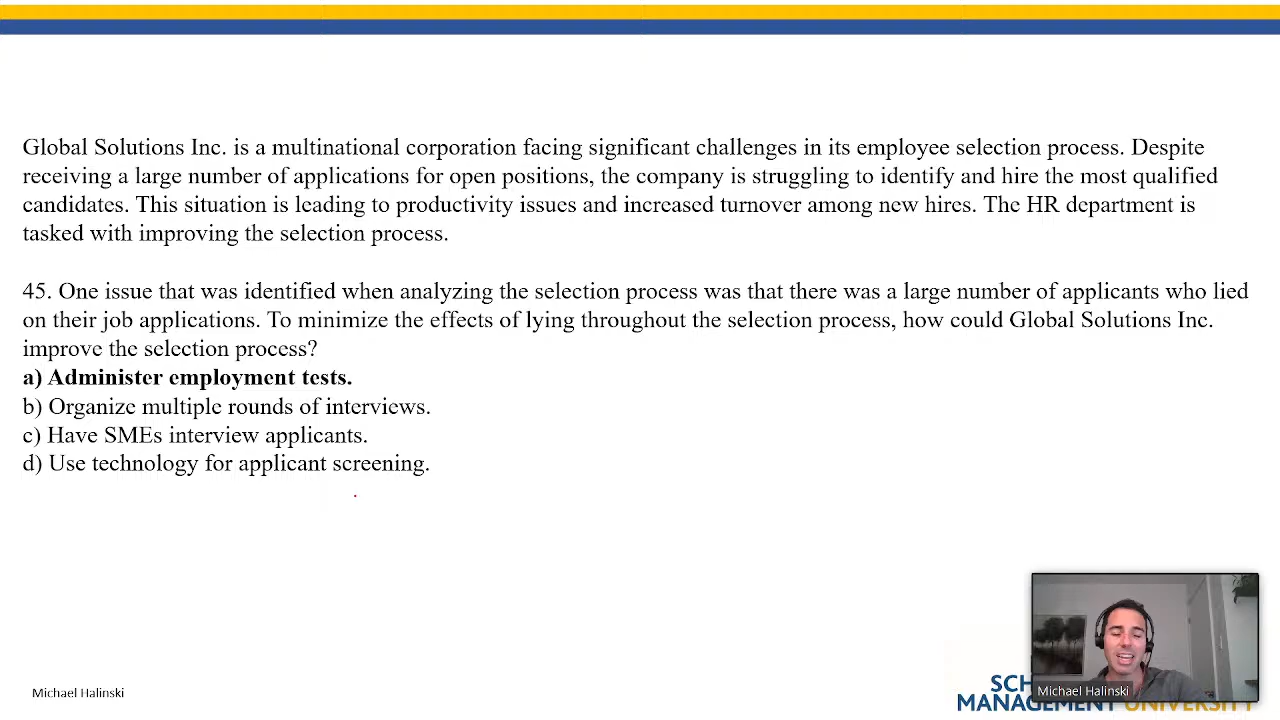 Global Solutions Inc. is a multinational corporation facing significant challenges in its employee selection process. Despite
receiving a large number of applications for open positions, the company is struggling to identify and hire the most qualified
candidates. This situation is leading to productivity issues and increased turnover among new hires. The HR department is
tasked with improving the selection process.
45. One issue that was identified when analyzing the selection process was that there was a large number of applicants who lied
on their job applications. To minimize the effects of lying throughout the selection process, how could Global Solutions Inc.
improve the selection process?
a) Administer employment tests.
b) Organize multiple rounds of interviews.
c) Have SMEs interview applicants.
d) Use technology for applicant screening.
Michael Halinski
SCH
MANAGEMENT UNIVERSITY
Michael Halinski